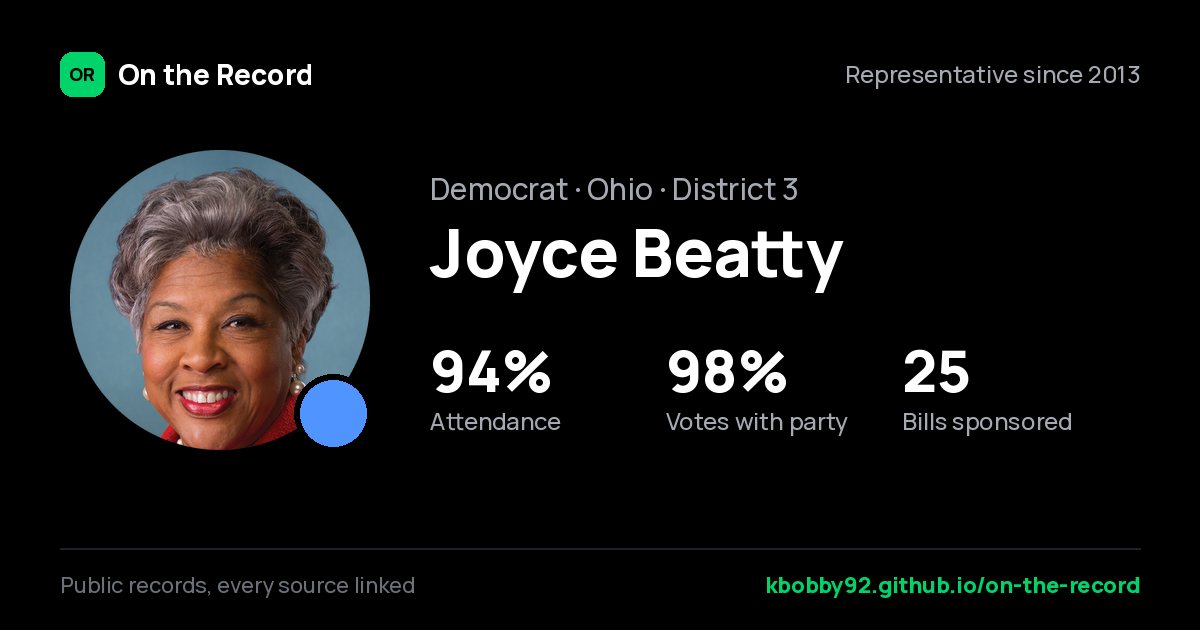 OR On the Record
Representative since 2013
Democrat · Ohio · District 3
Joyce Beatty
94% 98% 25
Attendance Votes with party Bills sponsored
Public records, every source linked
kbobby92.github.io/on-the-record